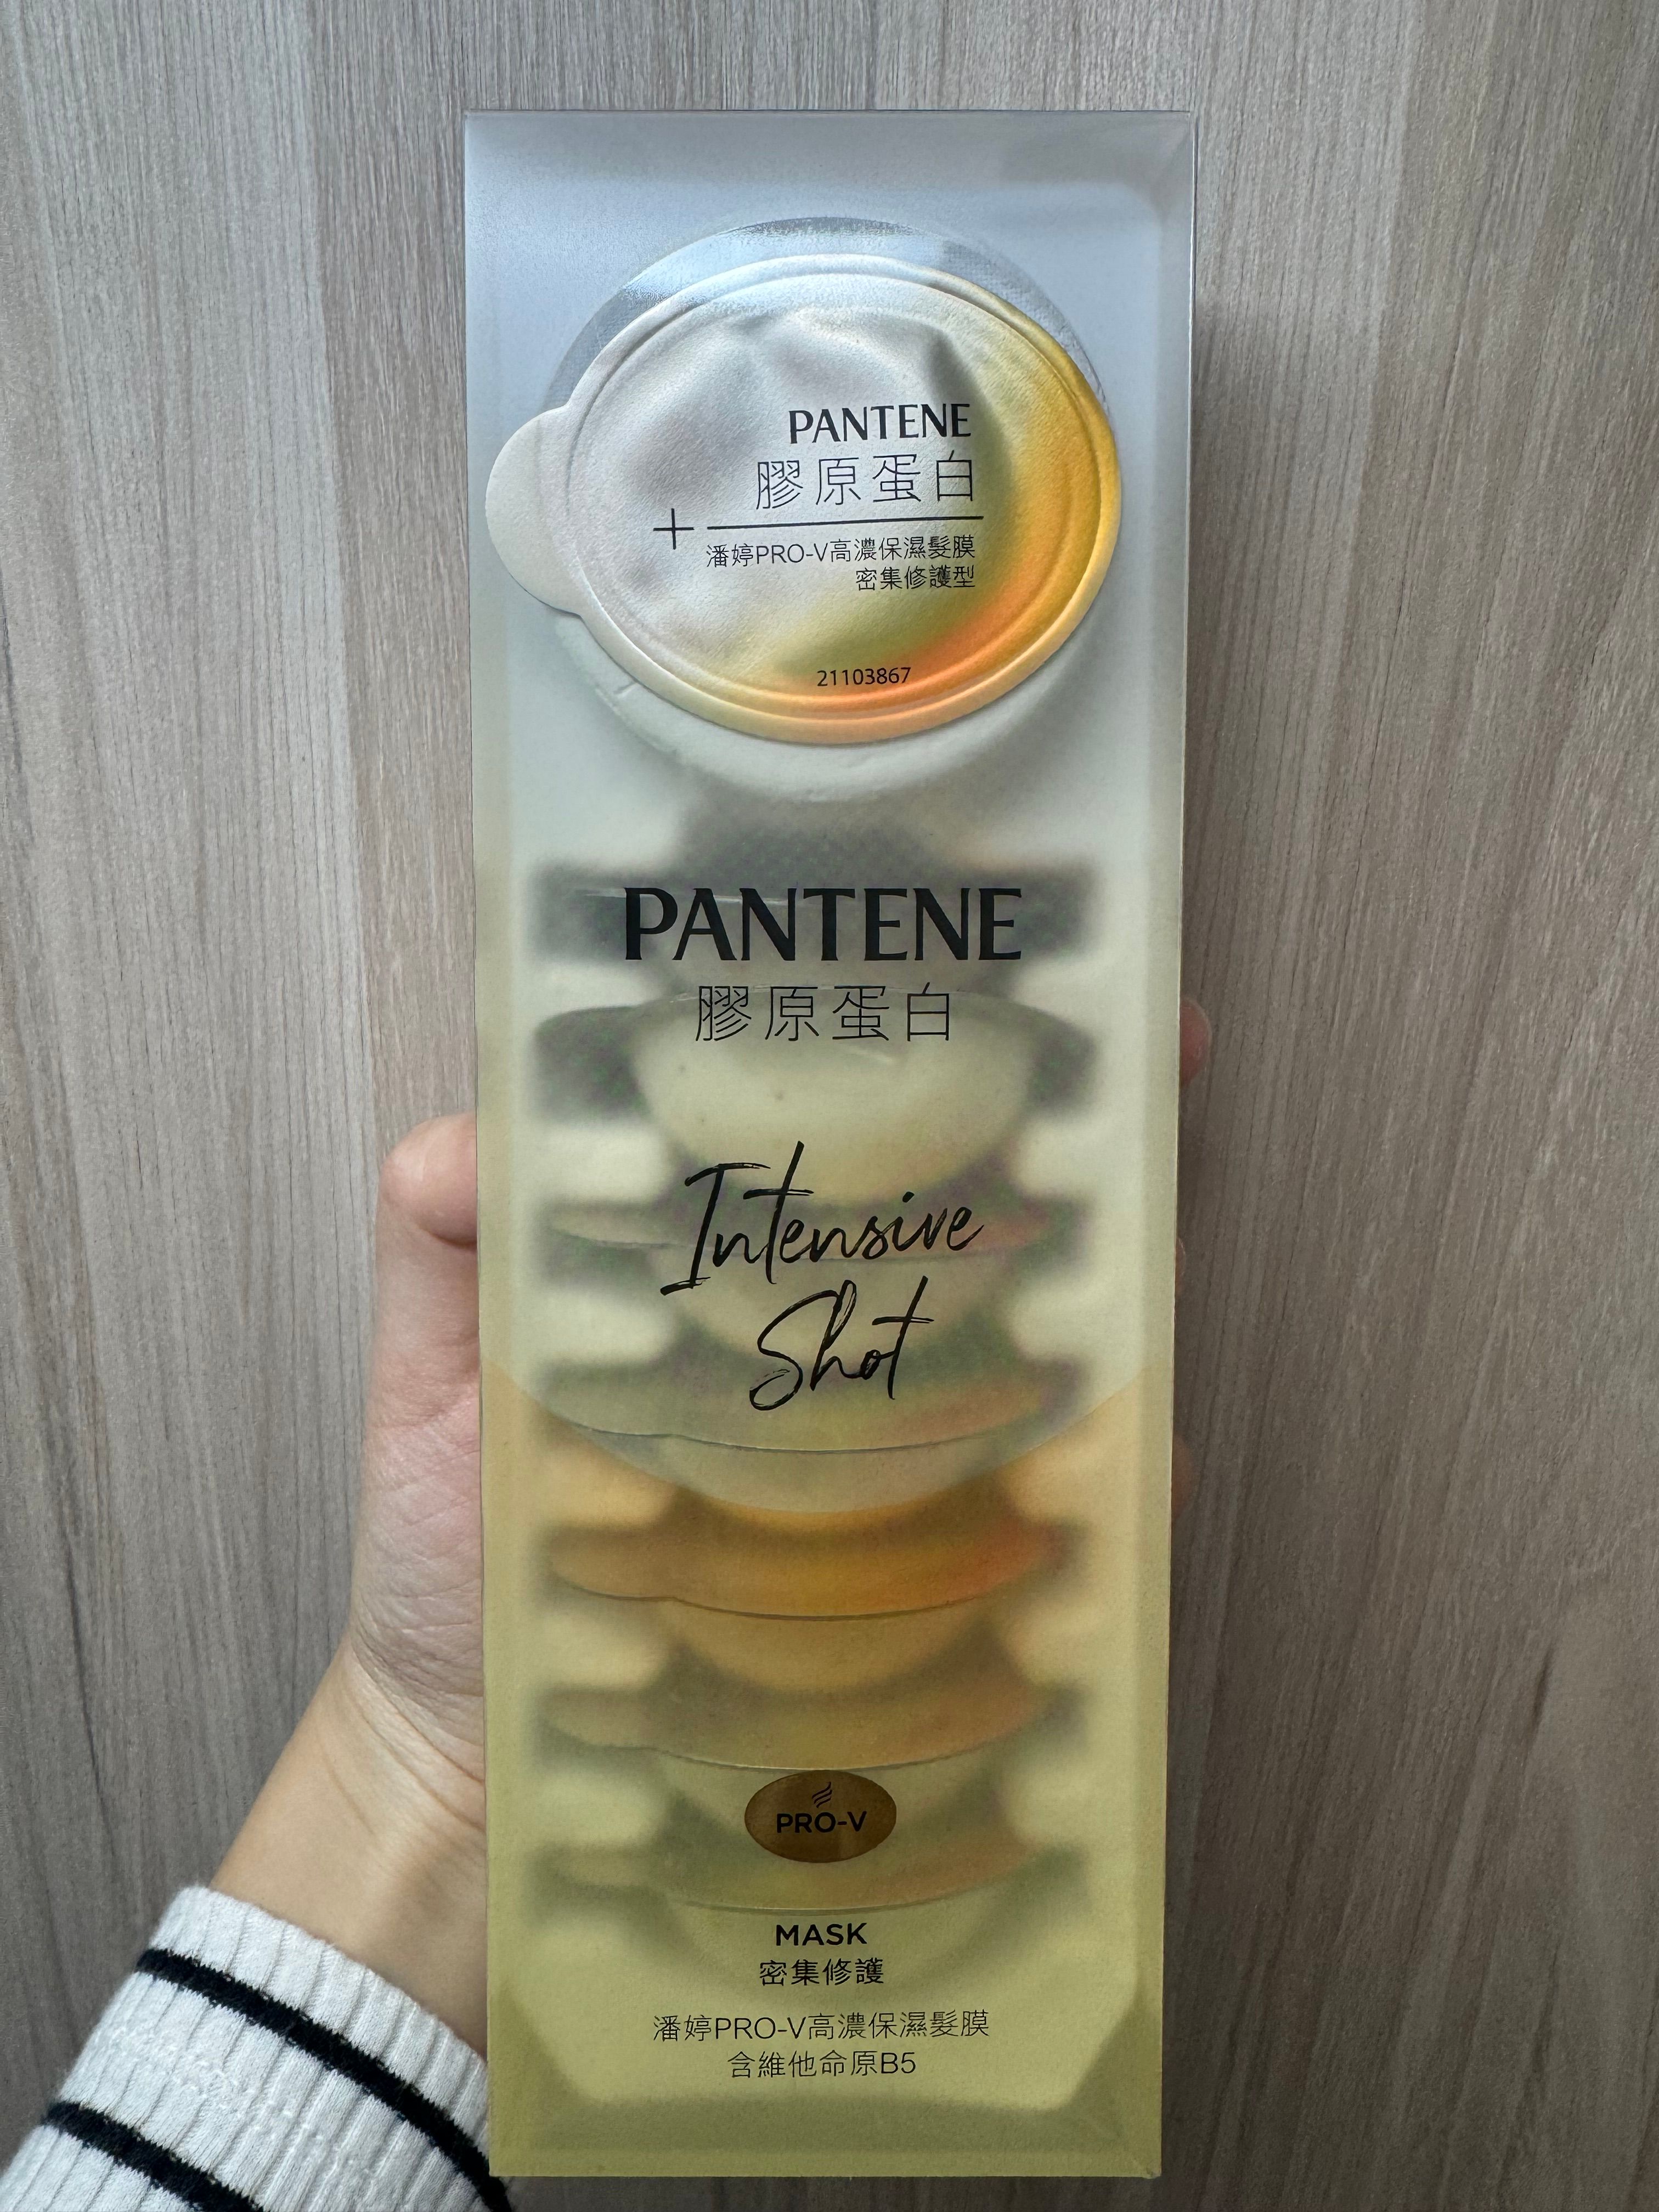 PANTENE
膠原蛋白
+
潘婷PRO-V高濃保濕髮膜
密集修護型
21103867
PANTENE
膠原蛋白
Intensive
Shot
PRO-V
MASK
密集修護
潘婷PRO-V高濃保濕髮膜
含維他命原B5